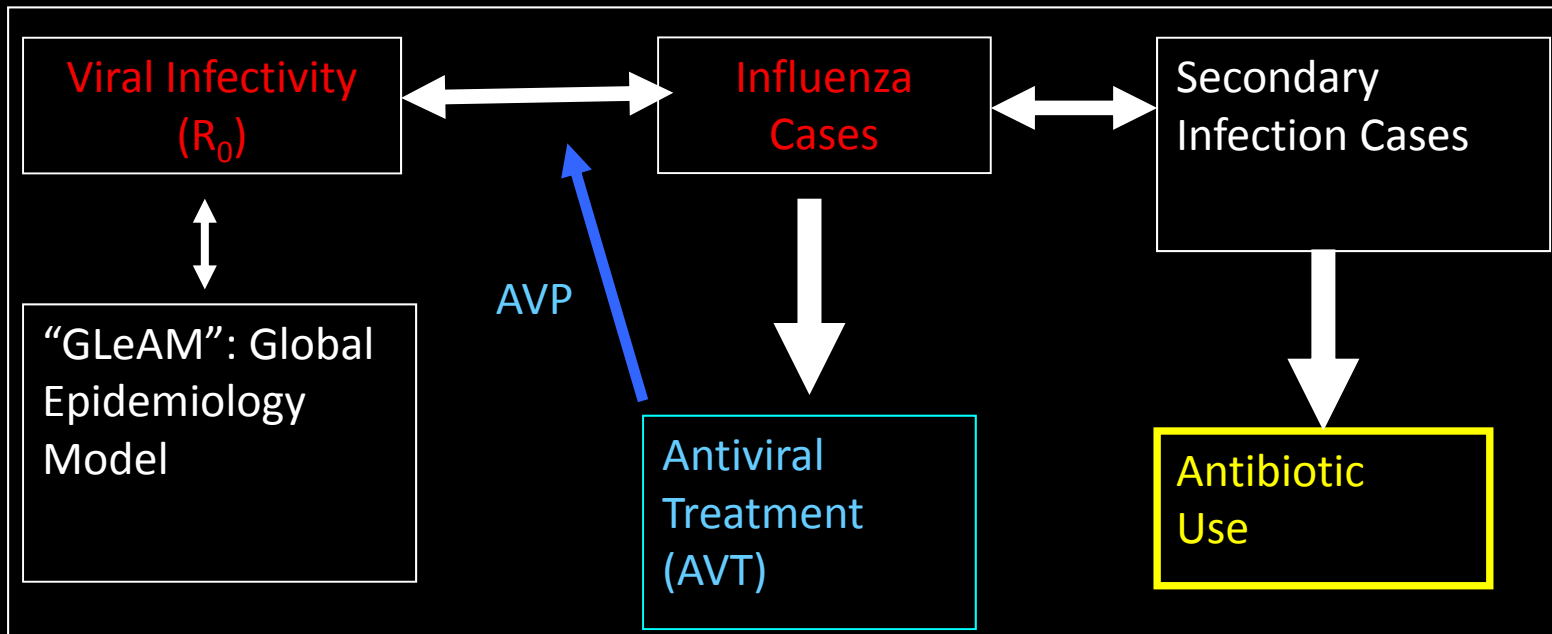 Viral Infectivity
(R₀)
Influenza
Cases
Secondary
Infection Cases
AVP
“GLeAM”: Global
Epidemiology
Model
Antiviral
Treatment
(AVT)
Antibiotic
Use